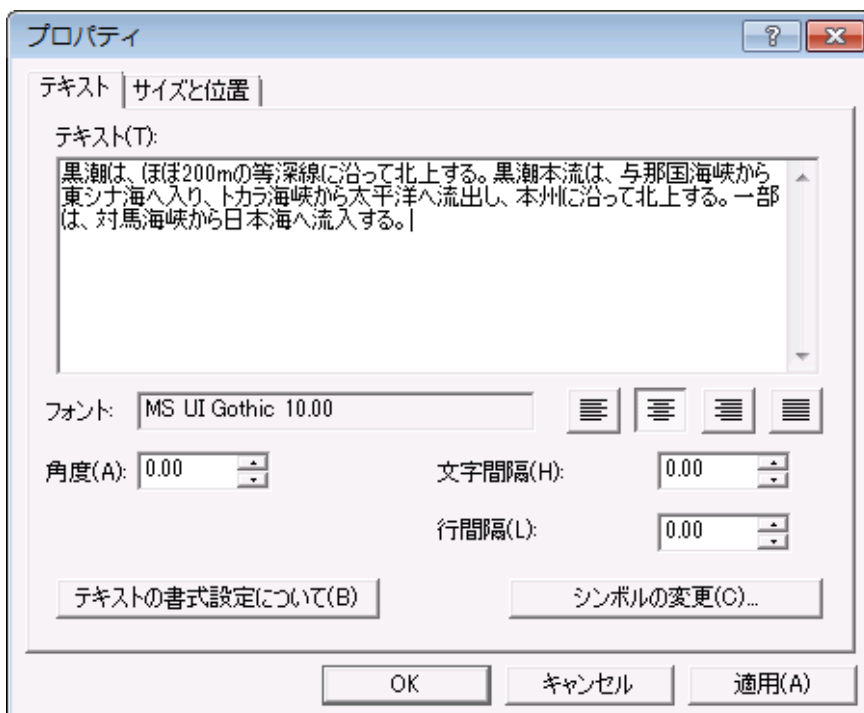 プロパティ
テキスト
サイズと位置
テキスト(T):
黒潮は、ほぼ200mの等深線に沿って北上する。黒潮本流は、与那国海峡から
東シナ海へ入り、トカラ海峡から太平洋へ流出し、本州に沿って北上する。一部
は、対馬海峡から日本海へ流入する。
フォント: MS UI Gothic 10.00
角度(A): 0.00 文字間隔(H): 0.00
行間隔(L): 0.00
テキストの書式設定について(B) シンボルの変更(C)...
OK キャンセル 適用(A)